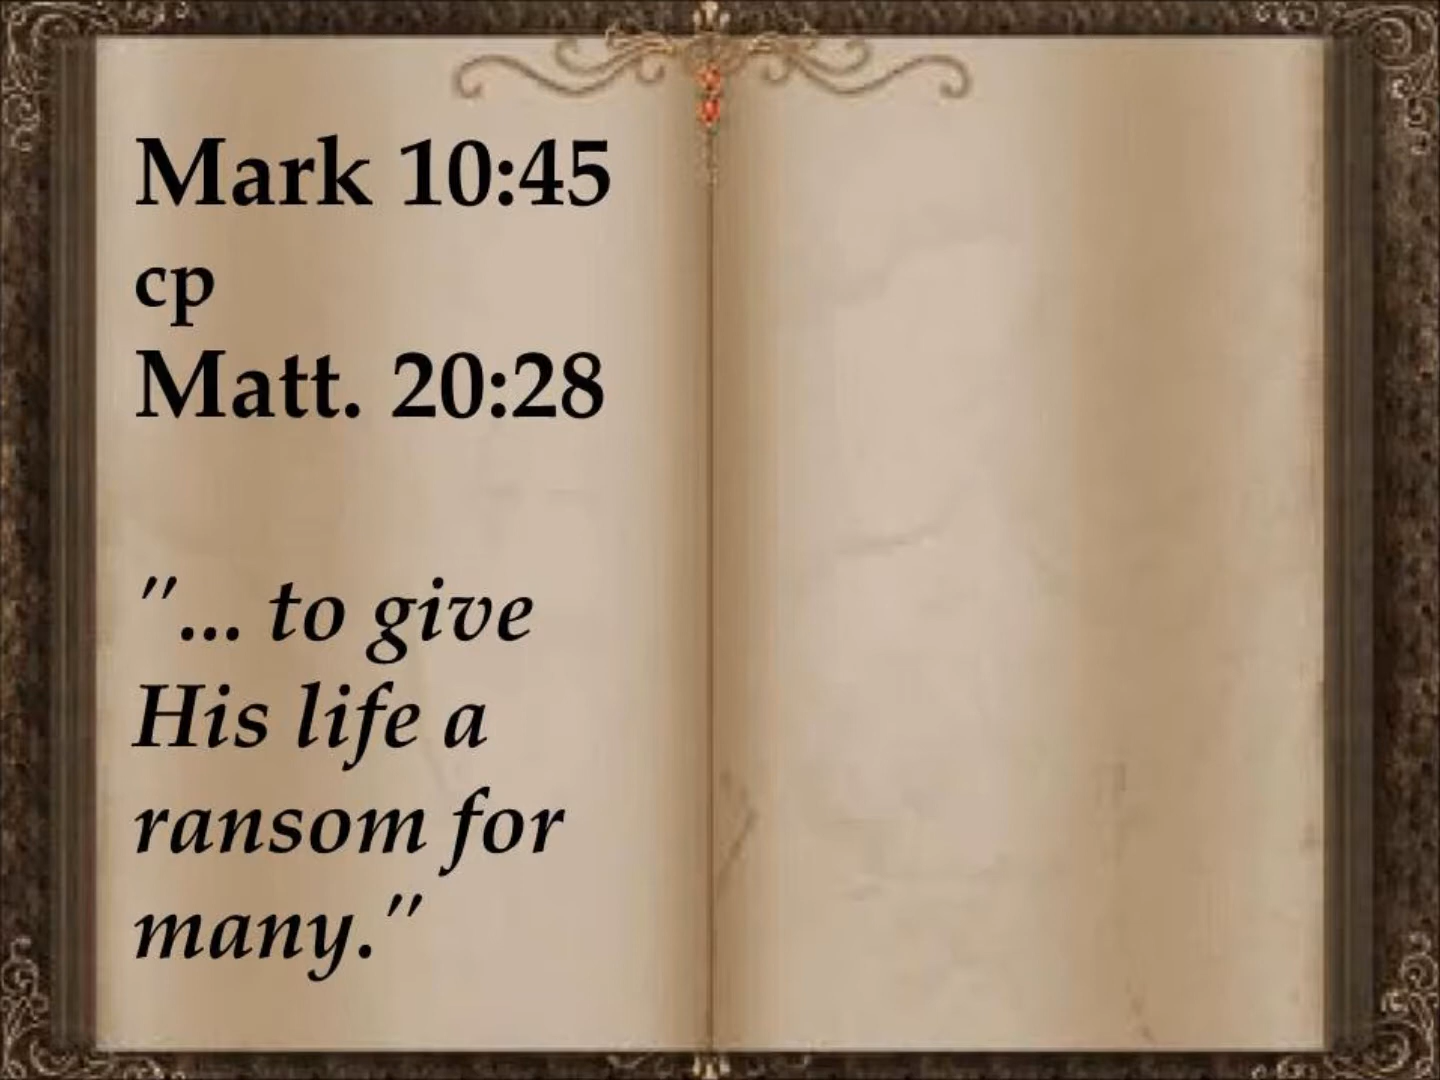 Mark 10:45
cp
Matt. 20:28
"... to give
His life a
ransom for
many."